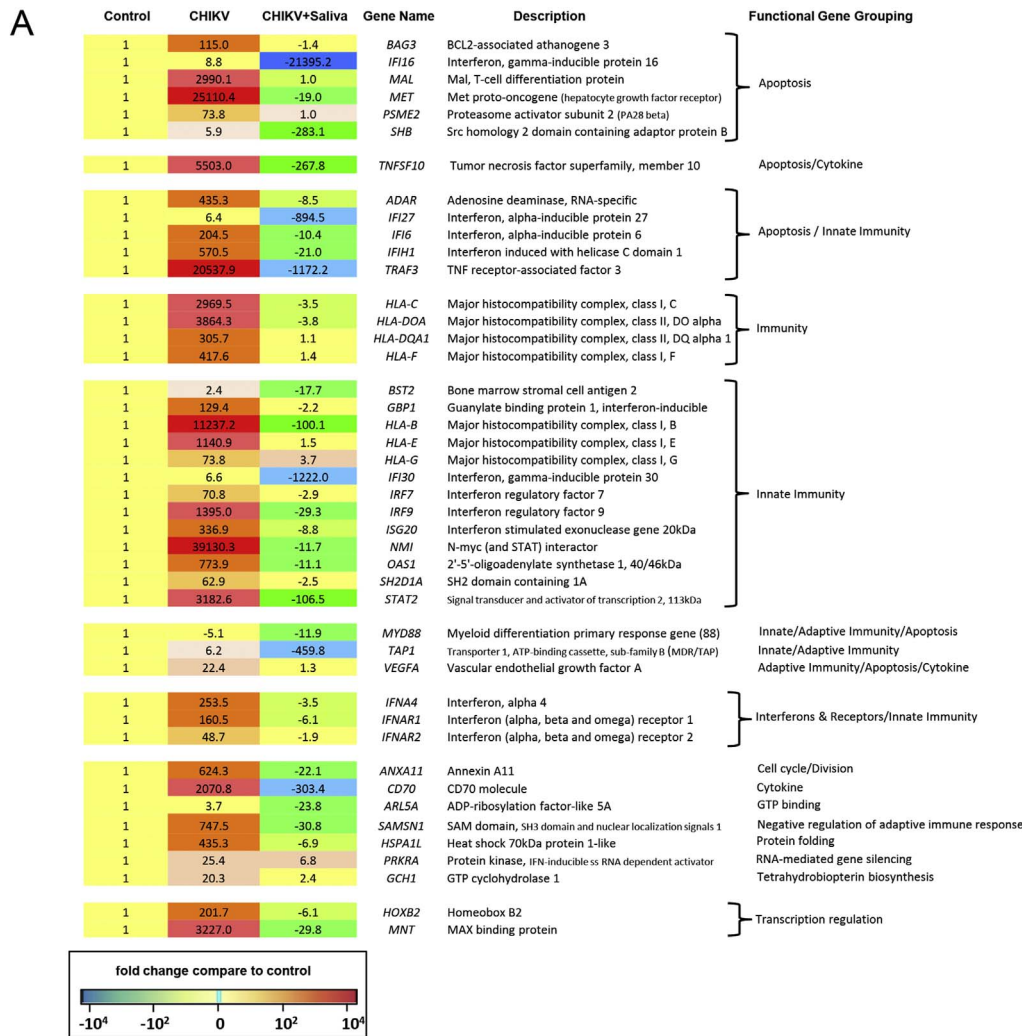 A
Control CHIKV CHIKV+Saliva Gene Name Description Functional Gene Grouping
1 115.0 -1.4 BAG3 BCL2-associated athanogene 3
1 8.8 -21395.2 IFI16 Interferon, gamma-inducible protein 16
1 2990.1 1.0 MAL Mal, T-cell differentiation protein
1 25110.4 -19.0 MET Met proto-oncogene (hepatocyte growth factor receptor)
Apoptosis
1 73.8 1.0 PSME2 Proteasome activator subunit 2 (PA28 beta)
1 5.9 -283.1 SHB Src homology 2 domain containing adaptor protein B
1 5503.0 -267.8 TNFSF10 Tumor necrosis factor superfamily, member 10 Apoptosis/Cytokine
1 435.3 -8.5 ADAR Adenosine deaminase, RNA-specific
1 6.4 -894.5 IFI27 Interferon, alpha-inducible protein 27
1 204.5 -10.4 IFI6 Interferon, alpha-inducible protein 6 Apoptosis / Innate Immunity
1 570.5 -21.0 IFIH1 Interferon induced with helicase C domain 1
1 20537.9 -1172.2 TRAF3 TNF receptor-associated factor 3
1 2969.5 -3.5 HLA-C Major histocompatibility complex, class I, C
1 3864.3 -3.8 HLA-DOA Major histocompatibility complex, class II, DO alpha
Immunity
1 305.7 1.1 HLA-DQA1 Major histocompatibility complex, class II, DQ alpha 1
1 417.6 1.4 HLA-F Major histocompatibility complex, class I, F
1 2.4 -17.7 BST2 Bone marrow stromal cell antigen 2
1 129.4 -2.2 GBP1 Guanylate binding protein 1, interferon-inducible
1 11237.2 -100.1 HLA-B Major histocompatibility complex, class I, B
1 1140.9 1.5 HLA-E Major histocompatibility complex, class I, E
1 73.8 3.7 HLA-G Major histocompatibility complex, class I, G
1 6.6 -1222.0 IFI30 Interferon, gamma-inducible protein 30
1 70.8 -2.9 IRF7 Interferon regulatory factor 7 Innate Immunity
1 1395.0 -29.3 IRF9 Interferon regulatory factor 9
1 336.9 -8.8 ISG20 Interferon stimulated exonuclease gene 20kDa
1 39130.3 -11.7 NMI N-myc (and STAT) interactor
1 773.9 -11.1 OAS1 2'-5'-oligoadenylate synthetase 1, 40/46kDa
1 62.9 -2.5 SH2D1A SH2 domain containing 1A
1 3182.6 -106.5 STAT2 Signal transducer and activator of transcription 2, 113kDa
1 -5.1 -11.9 MYD88 Myeloid differentiation primary response gene (88) Innate/Adaptive Immunity/Apoptosis
1 6.2 -459.8 TAP1 Transporter 1, ATP-binding cassette, sub-family B (MDR/TAP) Innate/Adaptive Immunity
1 22.4 1.3 VEGFA Vascular endothelial growth factor A Adaptive Immunity/Apoptosis/Cytokine
1 253.5 -3.5 IFNA4 Interferon, alpha 4
1 160.5 -6.1 IFNAR1 Interferon (alpha, beta and omega) receptor 1 Interferons & Receptors/Innate Immunity
1 48.7 -1.9 IFNAR2 Interferon (alpha, beta and omega) receptor 2
1 624.3 -22.1 ANXA11 Annexin A11 Cell cycle/Division
1 2070.8 -303.4 CD70 CD70 molecule Cytokine
1 3.7 -23.8 ARL5A ADP-ribosylation factor-like 5A GTP binding
1 747.5 -30.8 SAMSN1 SAM domain, SH3 domain and nuclear localization signals 1 Negative regulation of adaptive immune response
1 435.3 -6.9 HSPA1L Heat shock 70kDa protein 1-like Protein folding
1 25.4 6.8 PRKRA Protein kinase, IFN-inducible ss RNA dependent activator RNA-mediated gene silencing
1 20.3 2.4 GCH1 GTP cyclohydrolase 1 Tetrahydrobiopterin biosynthesis
1 201.7 -6.1 HOXB2 Homeobox B2
Transcription regulation
1 3227.0 -29.8 MNT MAX binding protein
fold change compare to control
-10⁴ -10² 0 10² 10⁴